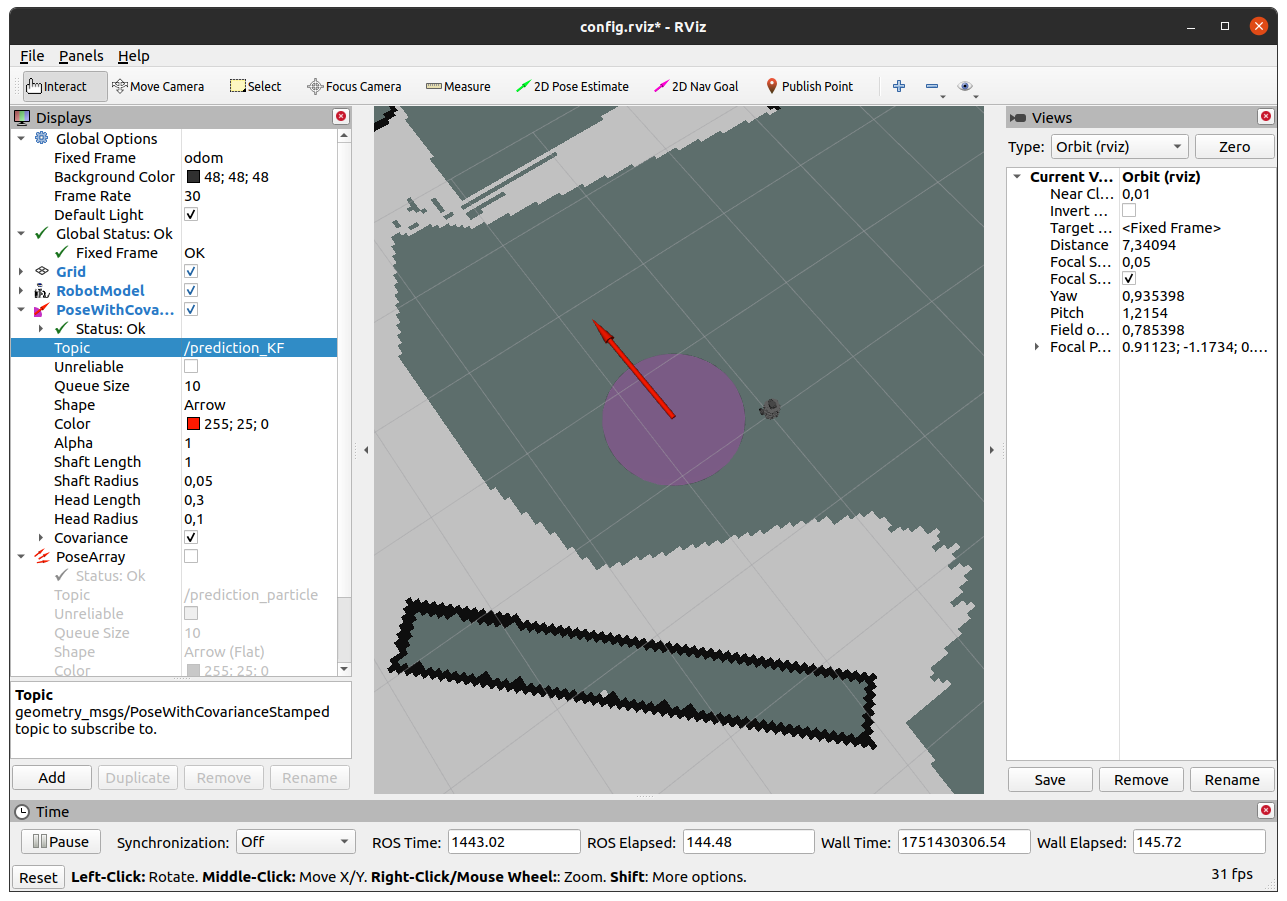 config.rviz* - RViz
File Panels Help
Interact Move Camera Select Focus Camera Measure 2D Pose Estimate 2D Nav Goal Publish Point
Displays
Global Options
Fixed Frame odom
Background Color 48; 48; 48
Frame Rate 30
Default Light
Global Status: Ok
Fixed Frame OK
Grid
RobotModel
PoseWithCova...
Status: Ok
Topic /prediction_KF
Unreliable
Queue Size 10
Shape Arrow
Color 255; 25; 0
Alpha 1
Shaft Length 1
Shaft Radius 0,05
Head Length 0,3
Head Radius 0,1
Covariance
PoseArray
Status: Ok
Topic /prediction_particle
Unreliable
Queue Size 10
Shape Arrow (Flat)
Color 255; 25; 0
Topic
geometry_msgs/PoseWithCovarianceStamped
topic to subscribe to.
Add Duplicate Remove Rename
Views
Type: Orbit (rviz) Zero
Current V... Orbit (rviz)
Near Cl... 0,01
Invert ...
Target ... <Fixed Frame>
Distance 7,34094
Focal S... 0,05
Focal S...
Yaw 0,935398
Pitch 1,2154
Field o... 0,785398
Focal P... 0.91123; -1.1734; 0....
Save Remove Rename
Time
Pause Synchronization: Off ROS Time: 1443.02 ROS Elapsed: 144.48 Wall Time: 1751430306.54 Wall Elapsed: 145.72
Reset Left-Click: Rotate. Middle-Click: Move X/Y. Right-Click/Mouse Wheel:: Zoom. Shift: More options. 31 fps